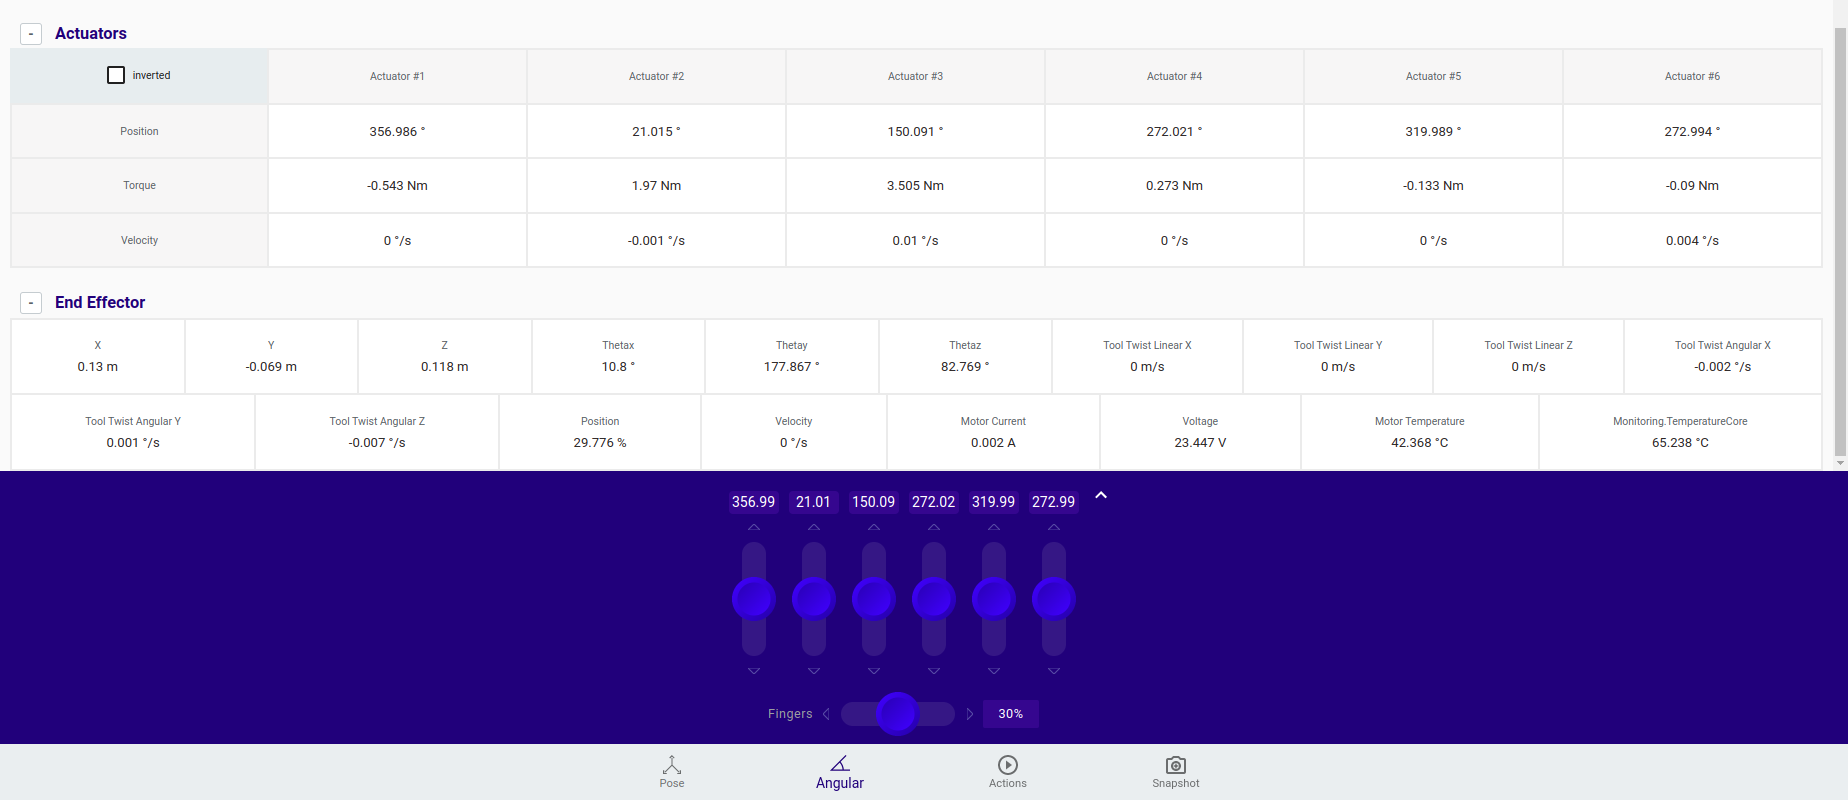 - Actuators
inverted Actuator #1 Actuator #2 Actuator #3 Actuator #4 Actuator #5 Actuator #6
Position 356.986 ° 21.015 ° 150.091 ° 272.021 ° 319.989 ° 272.994 °
Torque -0.543 Nm 1.97 Nm 3.505 Nm 0.273 Nm -0.133 Nm -0.09 Nm
Velocity 0 °/s -0.001 °/s 0.01 °/s 0 °/s 0 °/s 0.004 °/s
- End Effector
X Y Z Thetax Thetay Thetaz Tool Twist Linear X Tool Twist Linear Y Tool Twist Linear Z Tool Twist Angular X
0.13 m -0.069 m 0.118 m 10.8 ° 177.867 ° 82.769 ° 0 m/s 0 m/s 0 m/s -0.002 °/s
Tool Twist Angular Y Tool Twist Angular Z Position Velocity Motor Current Voltage Motor Temperature Monitoring.TemperatureCore
0.001 °/s -0.007 °/s 29.776 % 0 °/s 0.002 A 23.447 V 42.368 °C 65.238 °C
356.99 21.01 150.09 272.02 319.99 272.99
Fingers 30%
Pose Angular Actions Snapshot